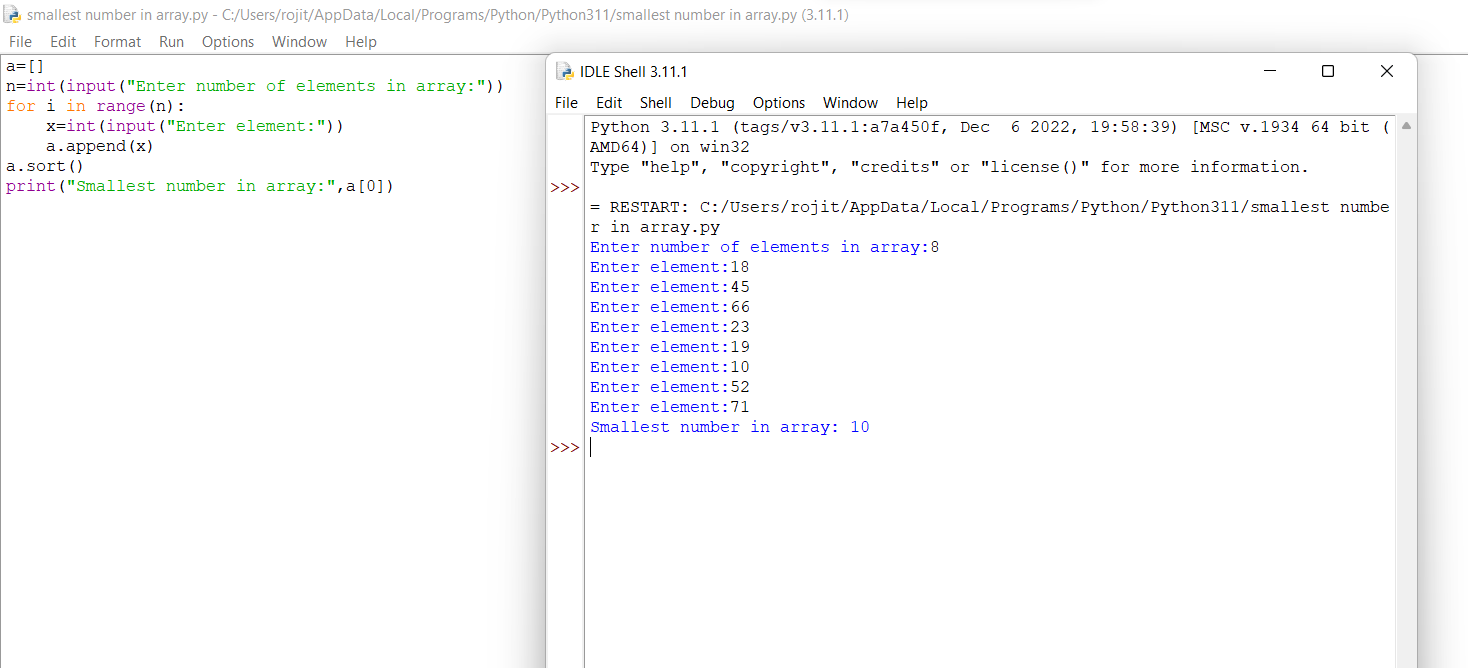 smallest number in array.py - C:/Users/rojit/AppData/Local/Programs/Python/Python311/smallest number in array.py (3.11.1)
File Edit Format Run Options Window Help
a=[]
n=int(input("Enter number of elements in array:"))
for i in range(n):
    x=int(input("Enter element:"))
    a.append(x)
a.sort()
print("Smallest number in array:",a[0])
IDLE Shell 3.11.1
File Edit Shell Debug Options Window Help
Python 3.11.1 (tags/v3.11.1:a7a450f, Dec  6 2022, 19:58:39) [MSC v.1934 64 bit (
AMD64)] on win32
Type "help", "copyright", "credits" or "license()" for more information.
>>>
= RESTART: C:/Users/rojit/AppData/Local/Programs/Python/Python311/smallest numbe
r in array.py
Enter number of elements in array:8
Enter element:18
Enter element:45
Enter element:66
Enter element:23
Enter element:19
Enter element:10
Enter element:52
Enter element:71
Smallest number in array: 10
>>>